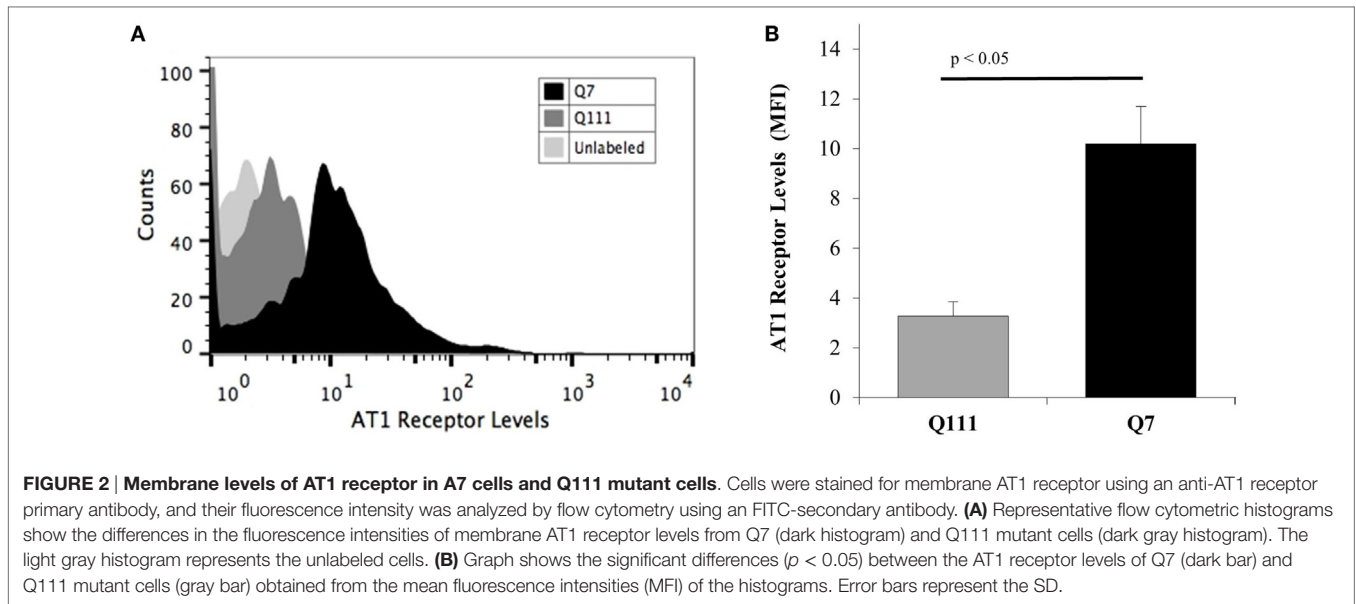 A
100
80
60
40
20
0
Counts
Q7
Q111
Unlabeled
10^0 10^1 10^2 10^3 10^4
AT1 Receptor Levels
B
14
12
10
8
6
4
2
0
AT1 Receptor Levels (MFI)
p < 0.05
Q111 Q7
FIGURE 2 | Membrane levels of AT1 receptor in A7 cells and Q111 mutant cells. Cells were stained for membrane AT1 receptor using an anti-AT1 receptor
primary antibody, and their fluorescence intensity was analyzed by flow cytometry using an FITC-secondary antibody. (A) Representative flow cytometric histograms
show the differences in the fluorescence intensities of membrane AT1 receptor levels from Q7 (dark histogram) and Q111 mutant cells (dark gray histogram). The
light gray histogram represents the unlabeled cells. (B) Graph shows the significant differences (p < 0.05) between the AT1 receptor levels of Q7 (dark bar) and
Q111 mutant cells (gray bar) obtained from the mean fluorescence intensities (MFI) of the histograms. Error bars represent the SD.